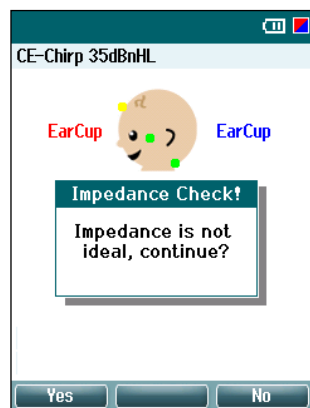 CE-Chirp 35dBnHL
EarCup EarCup
Impedance Check!
Impedance is not
ideal, continue?
Yes No